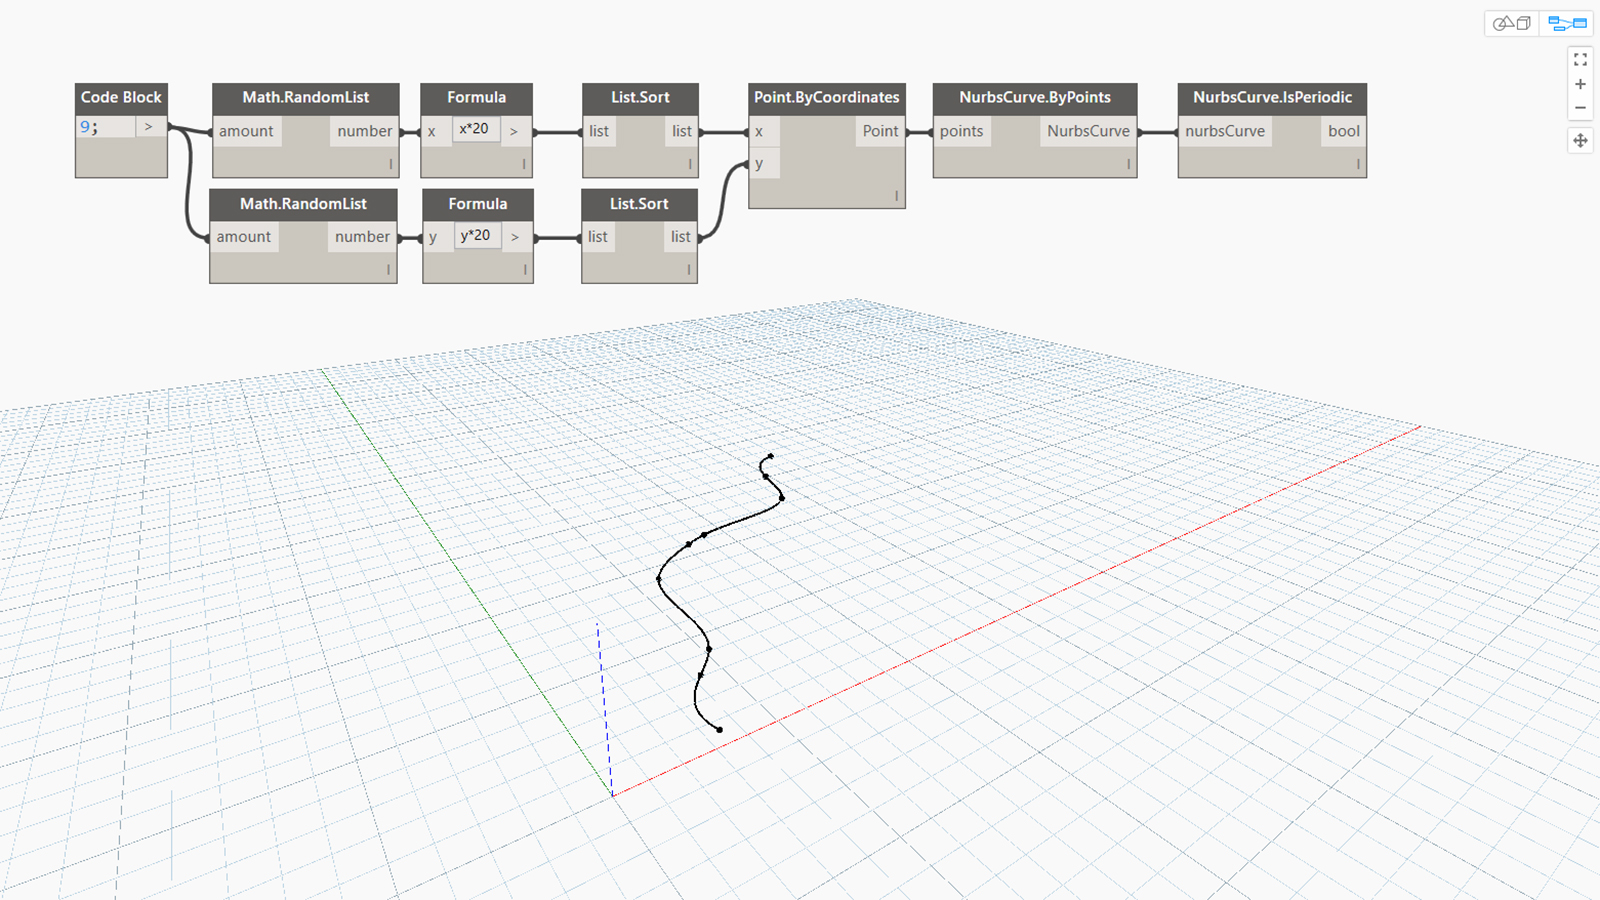 Code Block
9;
>
Math.RandomList
amount
number
l
Formula
x
x*20
>
l
List.Sort
list
list
l
Point.ByCoordinates
x
y
Point
l
NurbsCurve.ByPoints
points
NurbsCurve
l
NurbsCurve.IsPeriodic
nurbsCurve
bool
l
Math.RandomList
amount
number
l
Formula
y
y*20
>
l
List.Sort
list
list
l